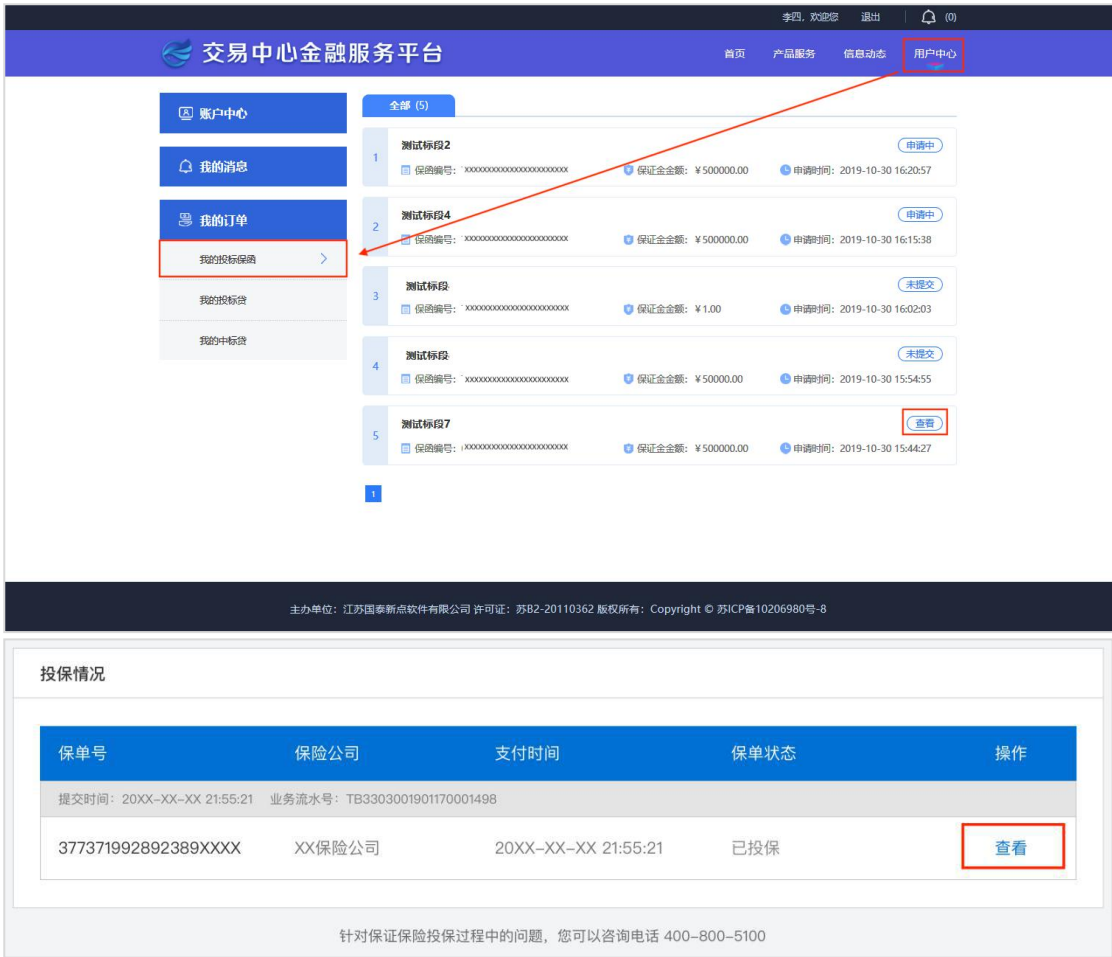 李四，欢迎您 退出 (0)
交易中心金融服务平台 首页 产品服务 信息动态 用户中心
账户中心
我的消息
我的订单
我的投标保函
我的投标贷
我的中标贷
全部 (5)
1 测试标段2 申请中
保函编号： xxxxxxxxxxxxxxxxxxxxxxx 保证金金额：￥500000.00 申请时间：2019-10-30 16:20:57
2 测试标段4 申请中
保函编号： xxxxxxxxxxxxxxxxxxxxxxx 保证金金额：￥500000.00 申请时间：2019-10-30 16:15:38
3 测试标段 未提交
保函编号： xxxxxxxxxxxxxxxxxxxxxxx 保证金金额：￥1.00 申请时间：2019-10-30 16:02:03
4 测试标段 未提交
保函编号： xxxxxxxxxxxxxxxxxxxxxxx 保证金金额：￥50000.00 申请时间：2019-10-30 15:54:55
5 测试标段7 查看
保函编号： xxxxxxxxxxxxxxxxxxxxxxx 保证金金额：￥500000.00 申请时间：2019-10-30 15:44:27
1
主办单位：江苏国泰新点软件有限公司 许可证：苏B2-20110362 版权所有：Copyright © 苏ICP备10206980号-8
投保情况
保单号 保险公司 支付时间 保单状态 操作
提交时间：20XX-XX-XX 21:55:21 业务流水号：TB3303001901170001498
377371992892389XXXX XX保险公司 20XX-XX-XX 21:55:21 已投保 查看
针对保证保险投保过程中的问题，您可以咨询电话 400-800-5100